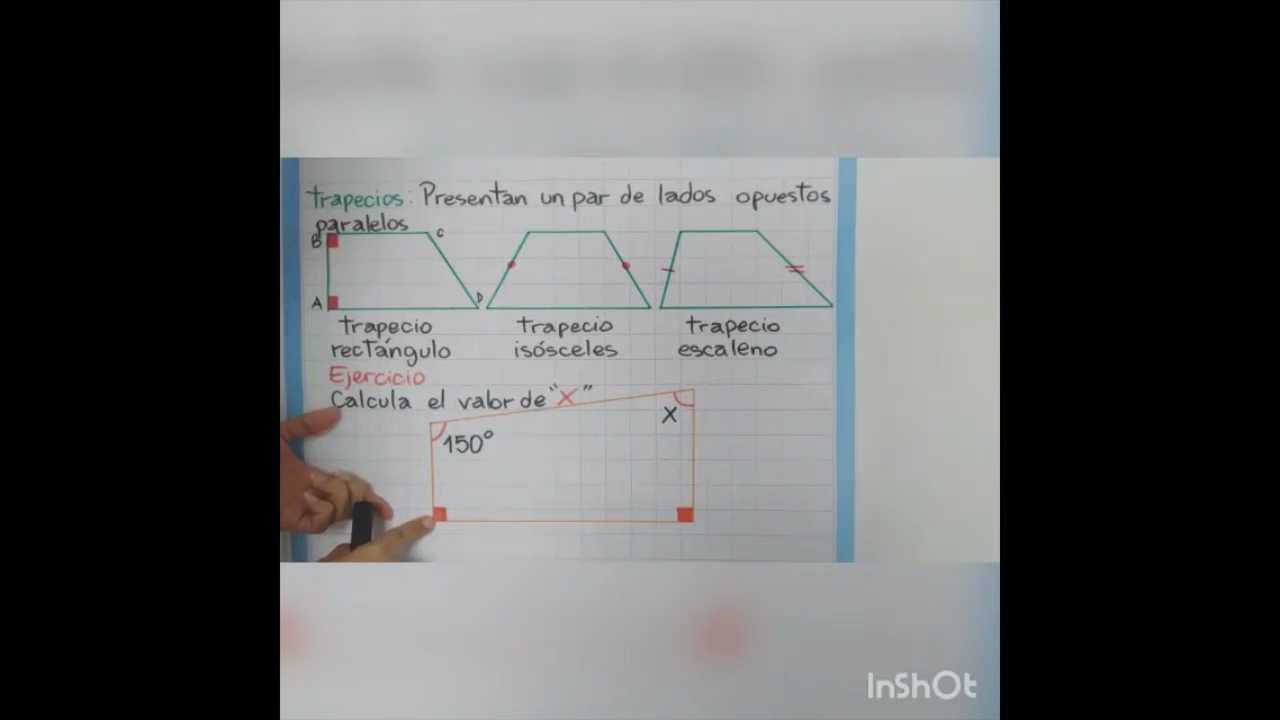 Trapecios: Presentan un par de lados opuestos
paralelos
B
C
A
D
Trapecio
rectángulo
Trapecio
isósceles
Trapecio
escaleno
Ejercicio
Calcula el valor de "X"
150°
X
InShOt